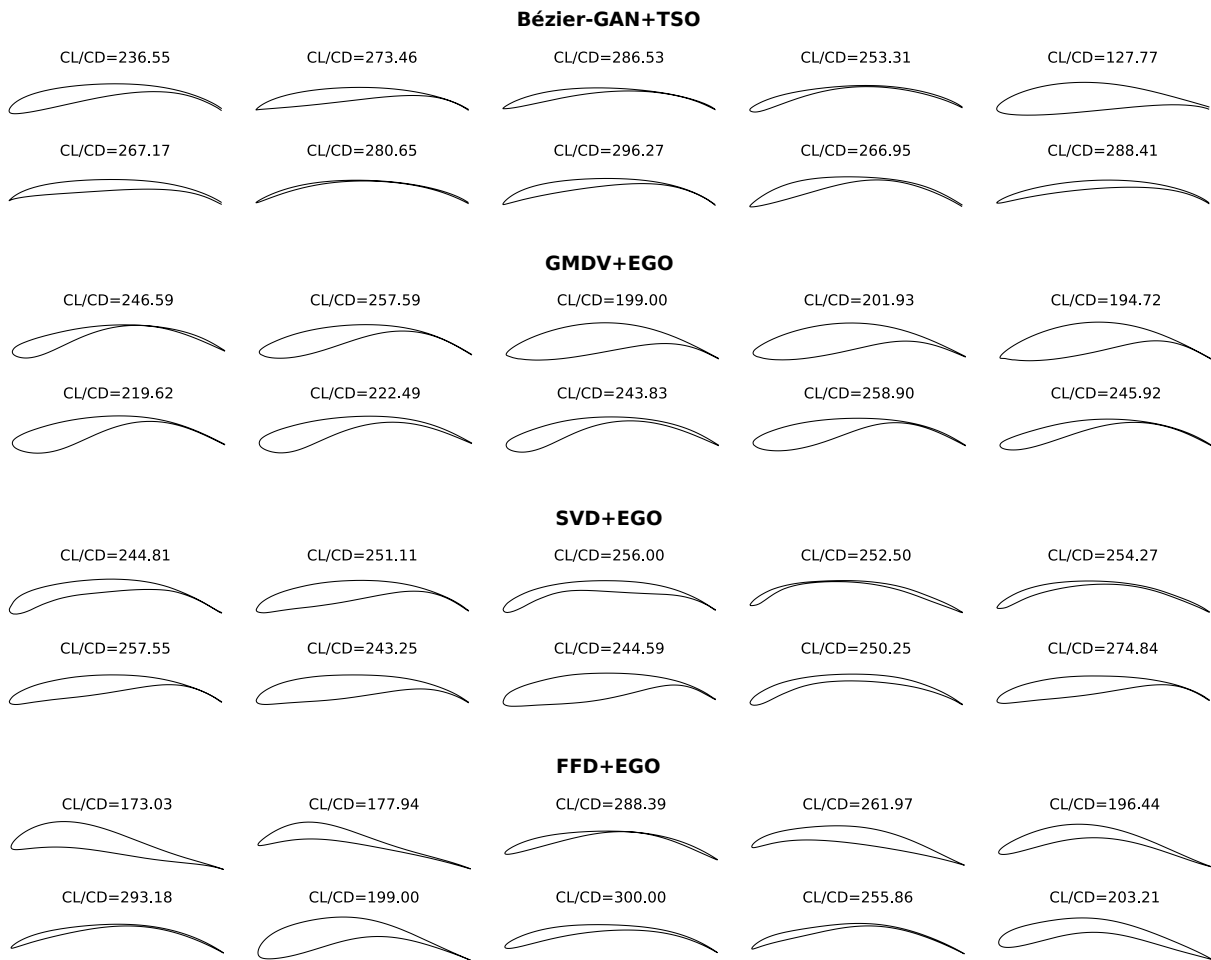 Bézier-GAN+TSO
CL/CD=236.55 CL/CD=273.46 CL/CD=286.53 CL/CD=253.31 CL/CD=127.77
CL/CD=267.17 CL/CD=280.65 CL/CD=296.27 CL/CD=266.95 CL/CD=288.41
GMDV+EGO
CL/CD=246.59 CL/CD=257.59 CL/CD=199.00 CL/CD=201.93 CL/CD=194.72
CL/CD=219.62 CL/CD=222.49 CL/CD=243.83 CL/CD=258.90 CL/CD=245.92
SVD+EGO
CL/CD=244.81 CL/CD=251.11 CL/CD=256.00 CL/CD=252.50 CL/CD=254.27
CL/CD=257.55 CL/CD=243.25 CL/CD=244.59 CL/CD=250.25 CL/CD=274.84
FFD+EGO
CL/CD=173.03 CL/CD=177.94 CL/CD=288.39 CL/CD=261.97 CL/CD=196.44
CL/CD=293.18 CL/CD=199.00 CL/CD=300.00 CL/CD=255.86 CL/CD=203.21